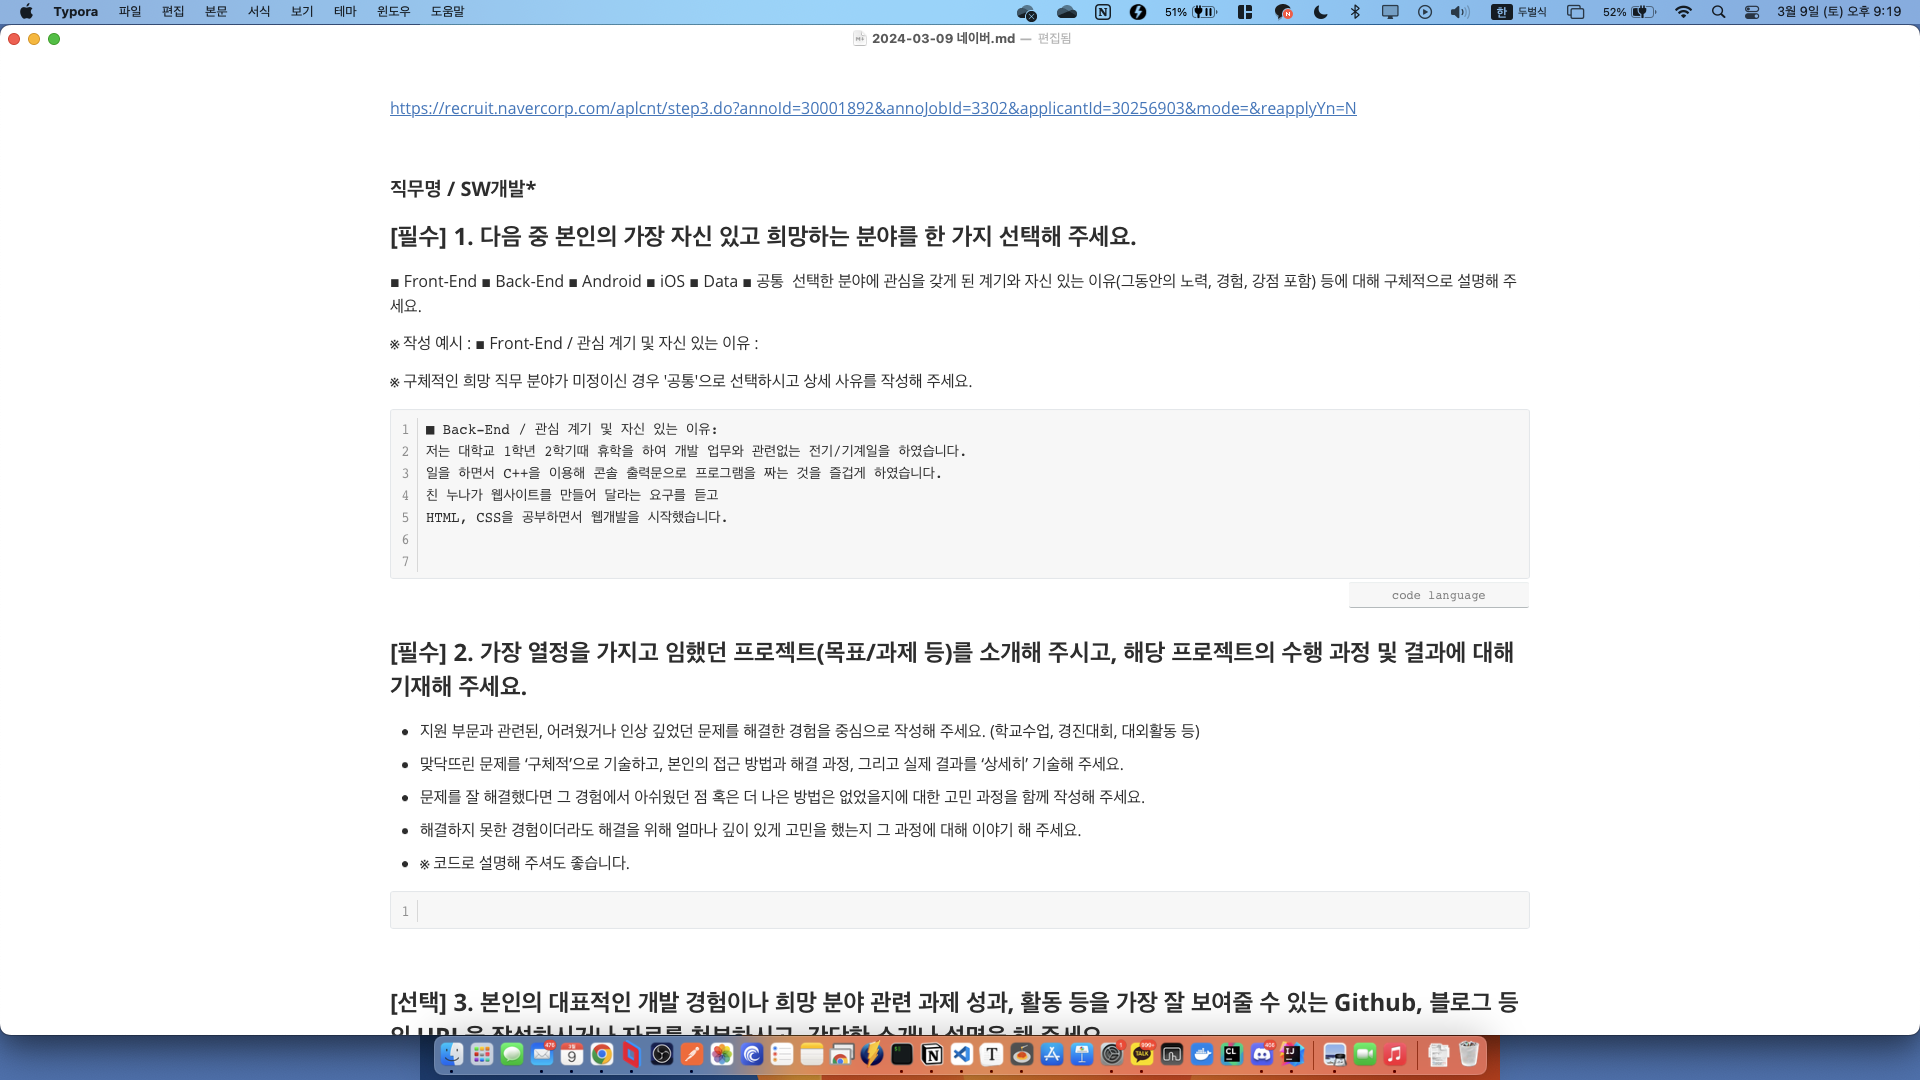 Typora 파일 편집 본문 서식 보기 테마 윈도우 도움말 51% 한 두벌식 52% 3월 9일 (토) 오후 9:19
2024-03-09 네이버.md — 편집됨
https://recruit.navercorp.com/aplcnt/step3.do?annoId=30001892&annoJobId=3302&applicantId=30256903&mode=&reapplyYn=N
직무명 / SW개발*
[필수] 1. 다음 중 본인의 가장 자신 있고 희망하는 분야를 한 가지 선택해 주세요.
■ Front-End ■ Back-End ■ Android ■ iOS ■ Data ■ 공통 선택한 분야에 관심을 갖게 된 계기와 자신 있는 이유(그동안의 노력, 경험, 강점 포함) 등에 대해 구체적으로 설명해 주
세요.
※ 작성 예시 : ■ Front-End / 관심 계기 및 자신 있는 이유 :
※ 구체적인 희망 직무 분야가 미정이신 경우 '공통'으로 선택하시고 상세 사유를 작성해 주세요.
1 ■ Back-End / 관심 계기 및 자신 있는 이유:
2 저는 대학교 1학년 2학기때 휴학을 하여 개발 업무와 관련없는 전기/기계일을 하였습니다.
3 일을 하면서 C++을 이용해 콘솔 출력문으로 프로그램을 짜는 것을 즐겁게 하였습니다.
4 친 누나가 웹사이트를 만들어 달라는 요구를 듣고
5 HTML, CSS을 공부하면서 웹개발을 시작했습니다.
6
7
code language
[필수] 2. 가장 열정을 가지고 임했던 프로젝트(목표/과제 등)를 소개해 주시고, 해당 프로젝트의 수행 과정 및 결과에 대해
기재해 주세요.
• 지원 부문과 관련된, 어려웠거나 인상 깊었던 문제를 해결한 경험을 중심으로 작성해 주세요. (학교수업, 경진대회, 대외활동 등)
• 맞닥뜨린 문제를 ‘구체적’으로 기술하고, 본인의 접근 방법과 해결 과정, 그리고 실제 결과를 ‘상세히’ 기술해 주세요.
• 문제를 잘 해결했다면 그 경험에서 아쉬웠던 점 혹은 더 나은 방법은 없었을지에 대한 고민 과정을 함께 작성해 주세요.
• 해결하지 못한 경험이더라도 해결을 위해 얼마나 깊이 있게 고민을 했는지 그 과정에 대해 이야기 해 주세요.
• ※ 코드로 설명해 주셔도 좋습니다.
1
[선택] 3. 본인의 대표적인 개발 경험이나 희망 분야 관련 과제 성과, 활동 등을 가장 잘 보여줄 수 있는 Github, 블로그 등
의 URL을 작성하시거나 자료를 첨부하시고, 간단한 소개나 설명을 해 주세요